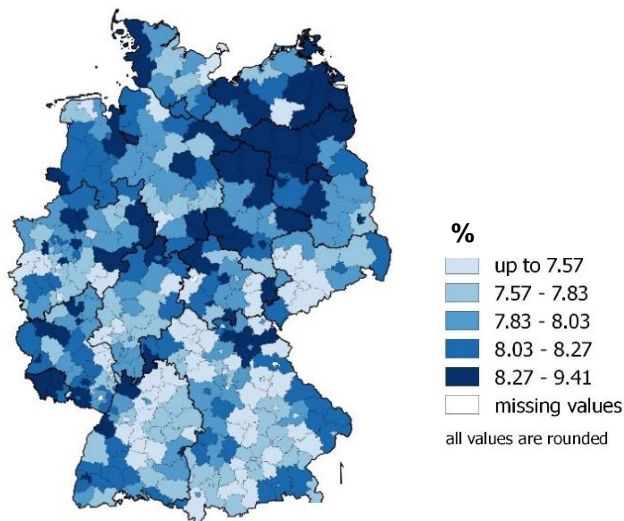 %
up to 7.57
7.57 - 7.83
7.83 - 8.03
8.03 - 8.27
8.27 - 9.41
missing values
all values are rounded